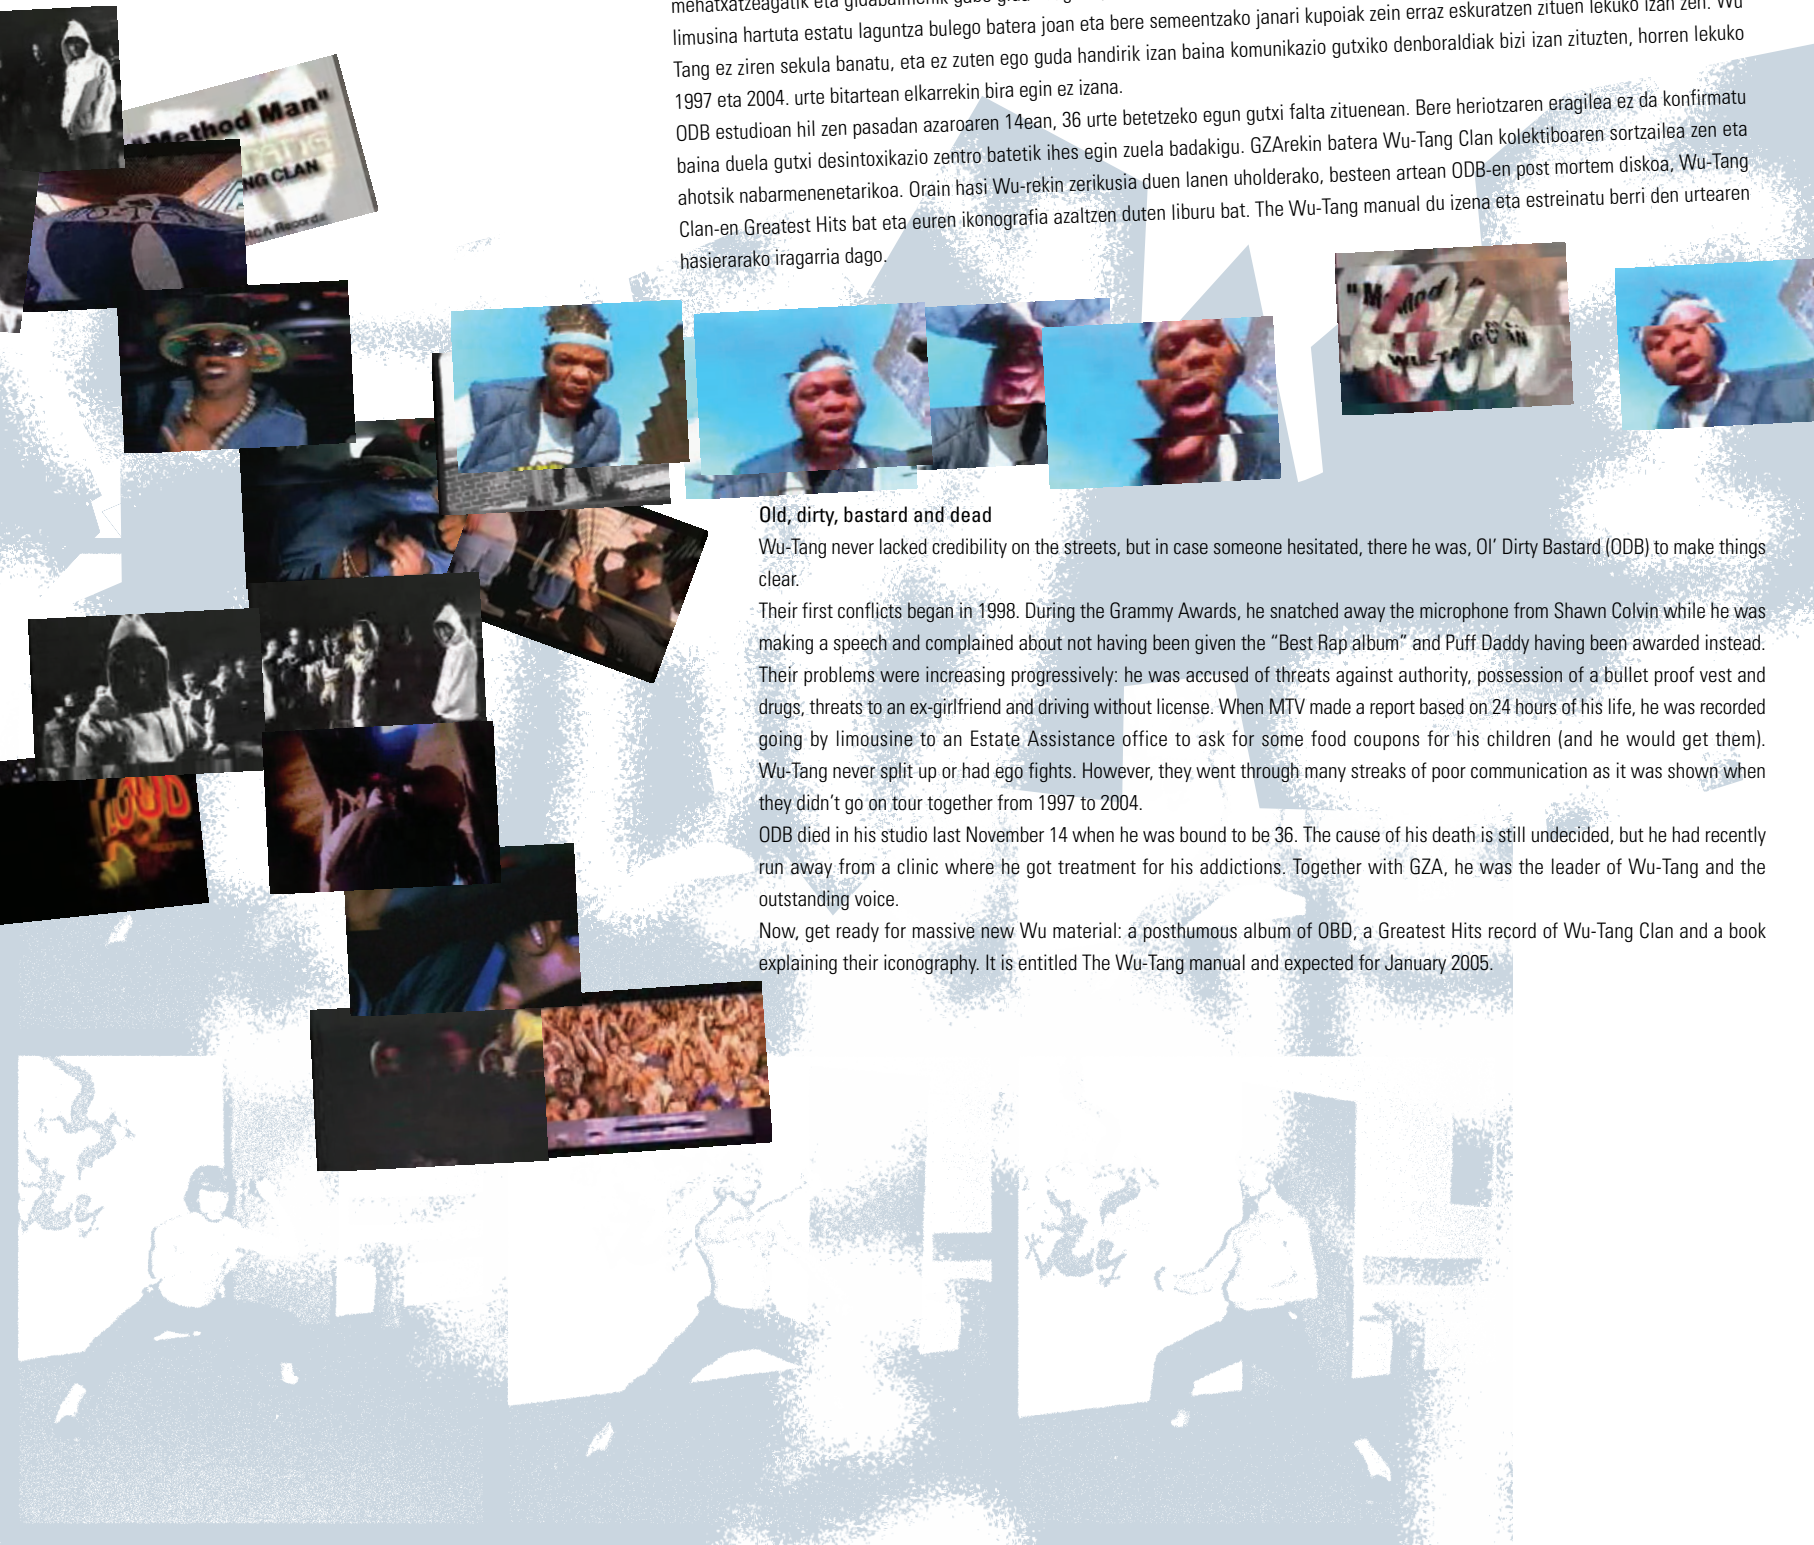 mehatxatzeagatik eta gidabaimenik gabe
limusina hartuta estatu laguntza bulego batera joan eta bere semeentzako janari kupoiak zein erraz eskuratzen zituen lekuko izan zen. Wu
Tang ez ziren sekula banatu, eta ez zuten ego guda handirik izan baina komunikazio gutxiko denboraldiak bizi izan zituzten, horren lekuko
1997 eta 2004. urte bitartean elkarrekin bira egin ez izana.
ODB estudioan hil zen pasadan azaroaren 14ean, 36 urte betetzeko egun gutxi falta zituenean. Bere heriotzaren eragilea ez da konfirmatu
baina duela gutxi desintoxikazio zentro batetik ihes egin zuela badakigu. GZArekin batera Wu-Tang Clan kolektiboaren sortzailea zen eta
ahotsik nabarmenenetarikoa. Orain hasi Wu-rekin zerikusia duen lanen uholderako, besteen artean ODB-en post mortem diskoa, Wu-Tang
Clan-en Greatest Hits bat eta euren ikonografia azaltzen duten liburu bat. The Wu-Tang manual du izena eta estreinatu berri den urtearen
hasierarako iragarria dago.
"Method Man"
NG CLAN
RCA Records
WU-TA
LOUD
Old, dirty, bastard and dead
Wu-Tang never lacked credibility on the streets, but in case someone hesitated, there he was, Ol’ Dirty Bastard (ODB) to make things
clear.
Their first conflicts began in 1998. During the Grammy Awards, he snatched away the microphone from Shawn Colvin while he was
making a speech and complained about not having been given the “Best Rap album” and Puff Daddy having been awarded instead.
Their problems were increasing progressively: he was accused of threats against authority, possession of a bullet proof vest and
drugs, threats to an ex-girlfriend and driving without license. When MTV made a report based on 24 hours of his life, he was recorded
going by limousine to an Estate Assistance office to ask for some food coupons for his children (and he would get them).
Wu-Tang never split up or had ego fights. However, they went through many streaks of poor communication as it was shown when
they didn’t go on tour together from 1997 to 2004.
ODB died in his studio last November 14 when he was bound to be 36. The cause of his death is still undecided, but he had recently
run away from a clinic where he got treatment for his addictions. Together with GZA, he was the leader of Wu-Tang and the
outstanding voice.
Now, get ready for massive new Wu material: a posthumous album of OBD, a Greatest Hits record of Wu-Tang Clan and a book
explaining their iconography. It is entitled The Wu-Tang manual and expected for January 2005.
LOUD